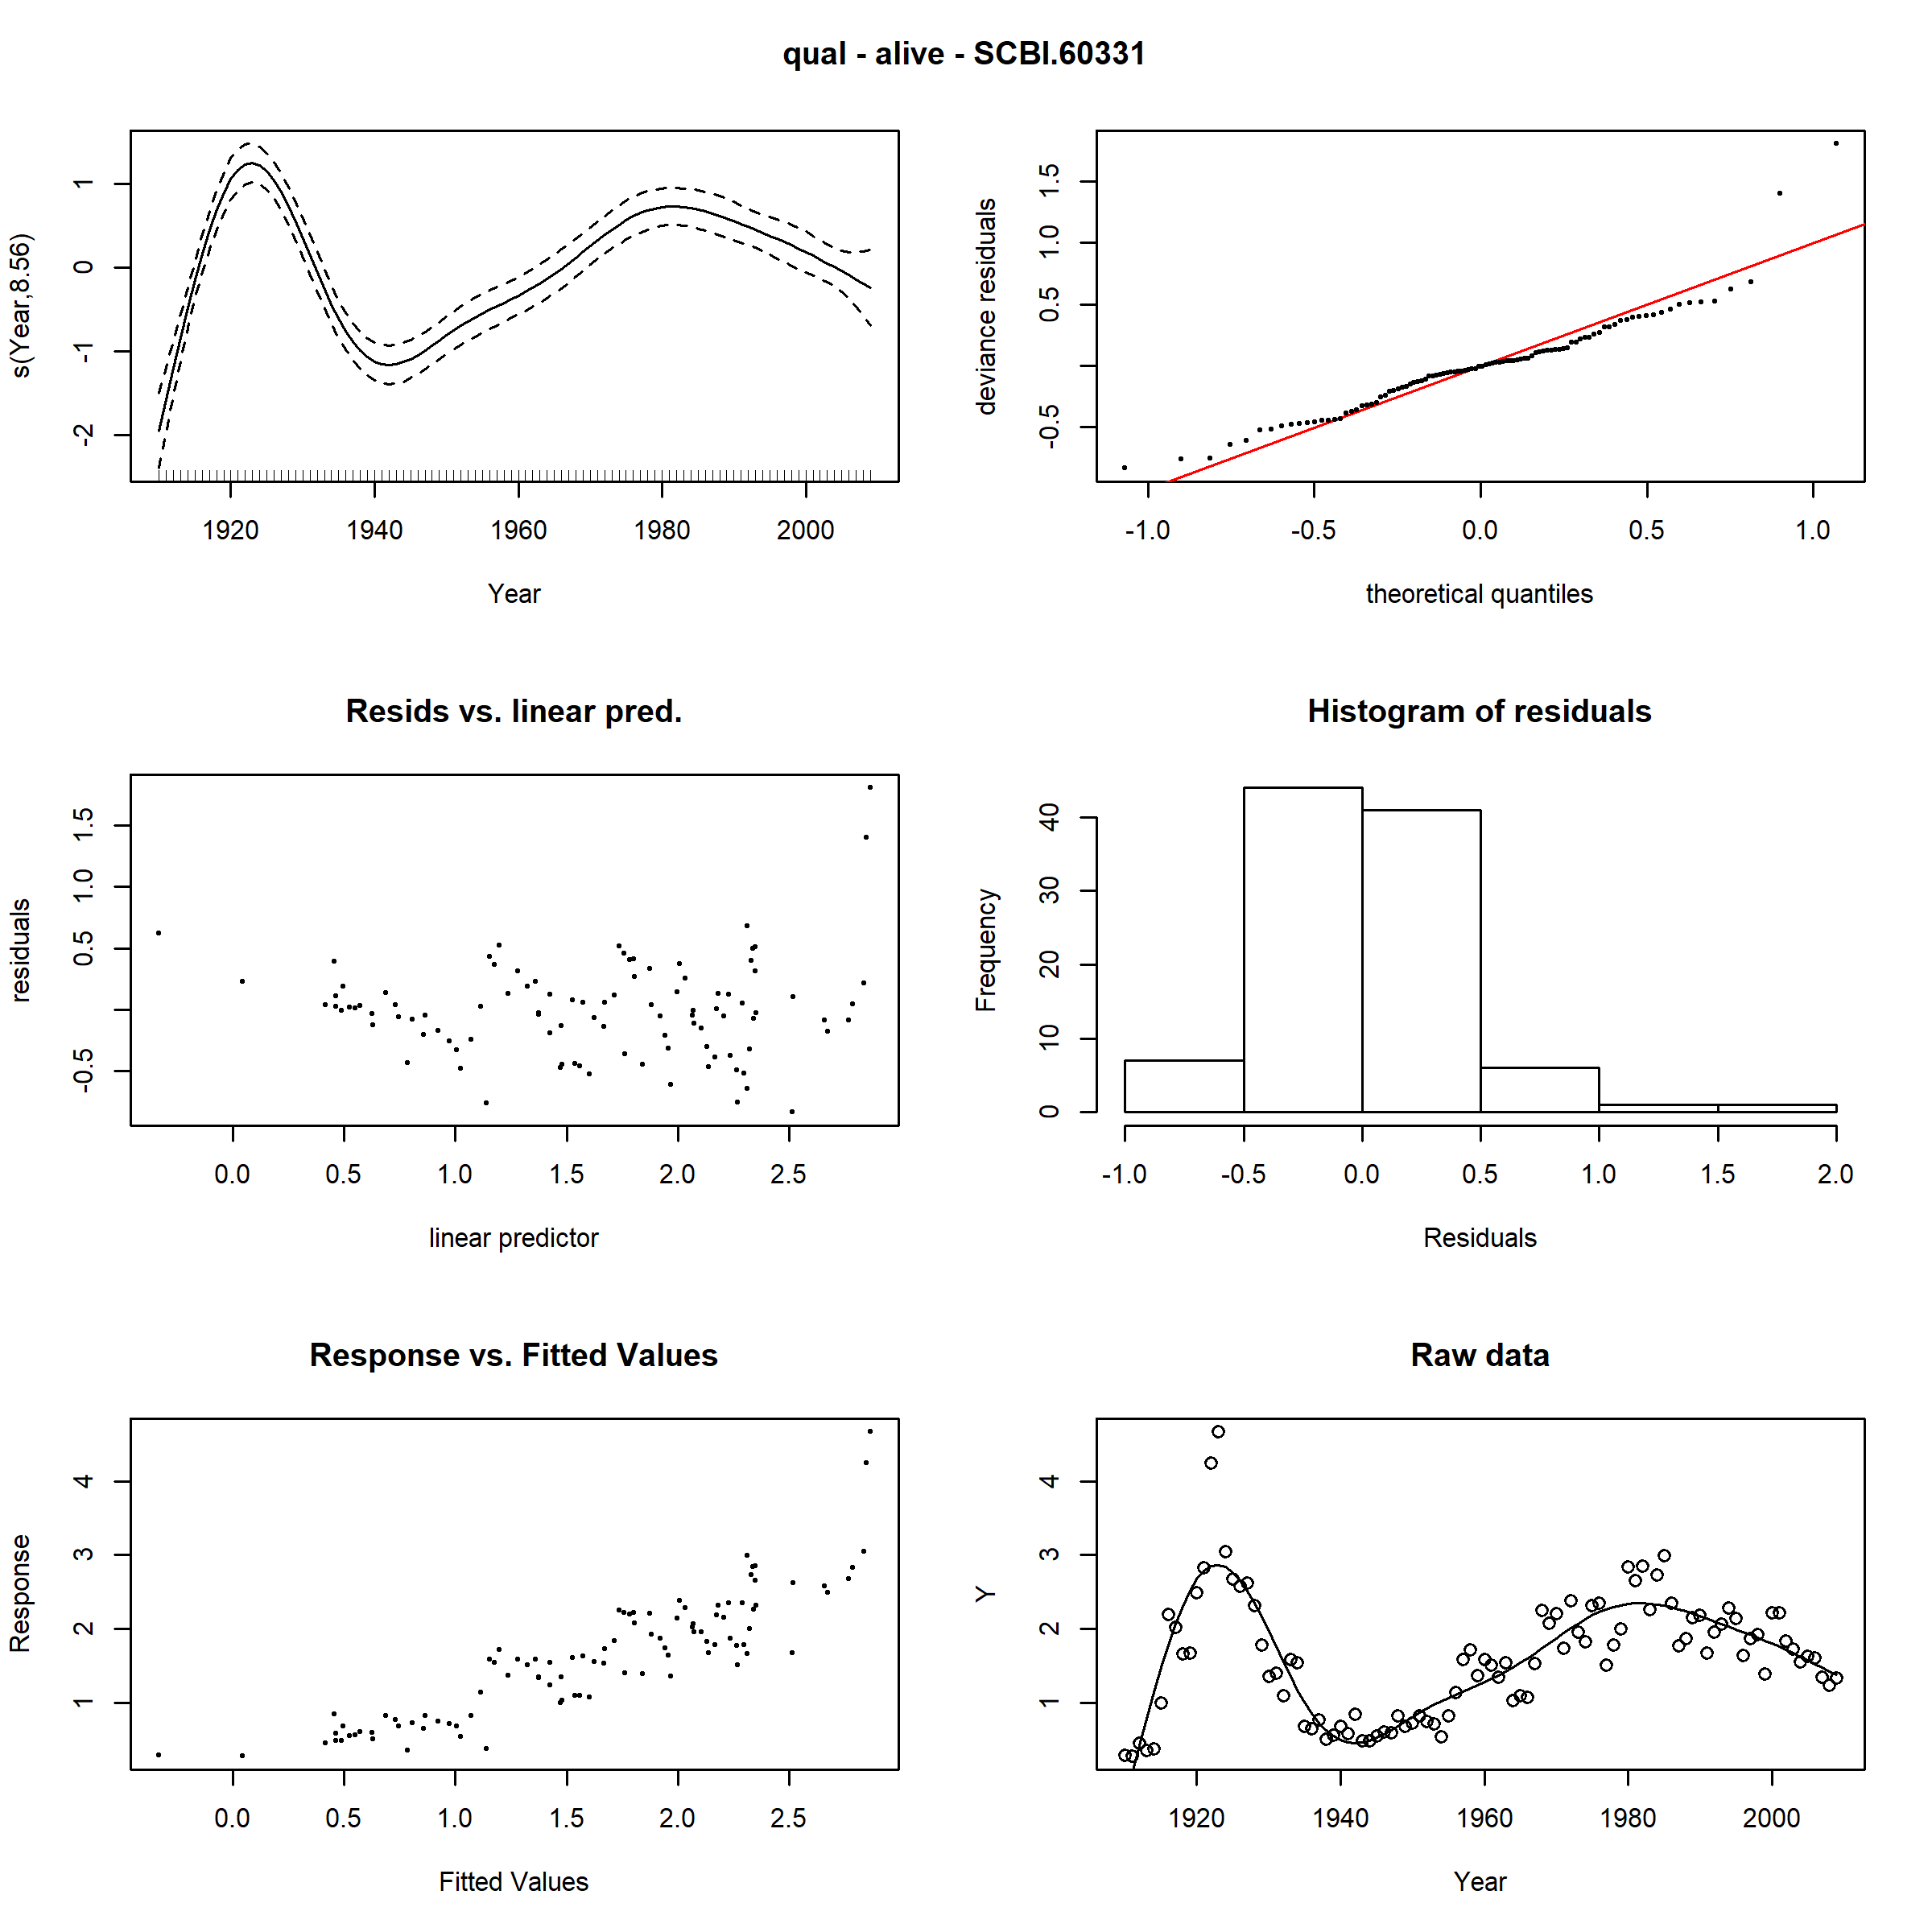 qual - alive - SCBI.60331
s(Year,8.56)
1
0
-1
-2
1920 1940 1960 1980 2000
Year
deviance residuals
1.5
1.0
0.5
-0.5
-1.0 -0.5 0.0 0.5 1.0
theoretical quantiles
Resids vs. linear pred.
residuals
1.5
1.0
0.5
-0.5
0.0 0.5 1.0 1.5 2.0 2.5
linear predictor
Histogram of residuals
Frequency
40
30
20
10
0
-1.0 -0.5 0.0 0.5 1.0 1.5 2.0
Residuals
Response vs. Fitted Values
Response
4
3
2
1
0.0 0.5 1.0 1.5 2.0 2.5
Fitted Values
Raw data
Y
4
3
2
1
1920 1940 1960 1980 2000
Year